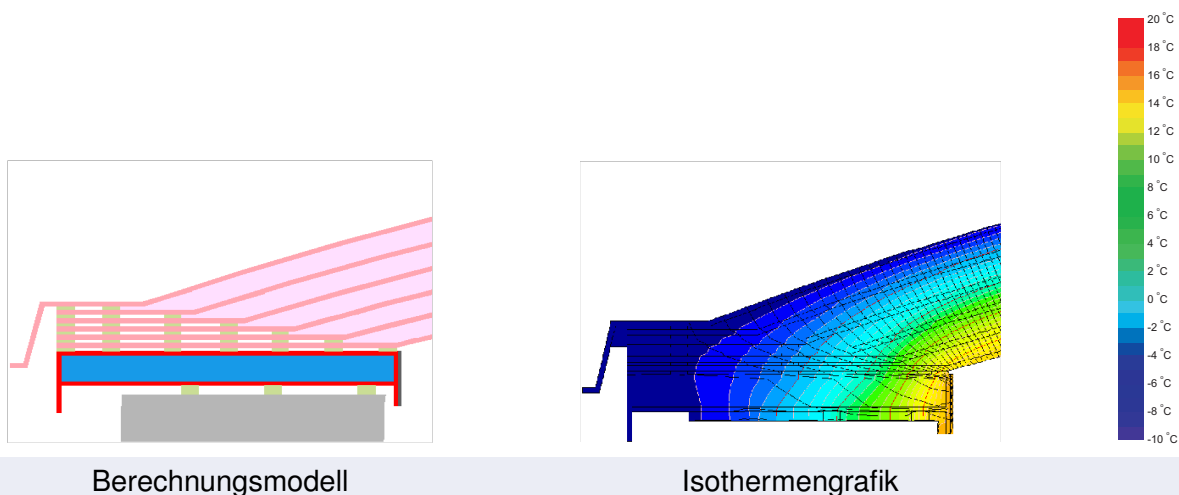 20 °C
18 °C
16 °C
14 °C
12 °C
10 °C
8 °C
6 °C
4 °C
2 °C
0 °C
-2 °C
-4 °C
-6 °C
-8 °C
-10 °C
Berechnungsmodell
Isothermengrafik